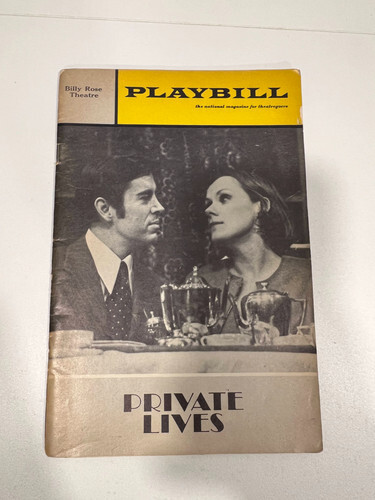 Billy Rose
Theatre
PLAYBILL
the national magazine for theatregoers
PRIVATE
LIVES